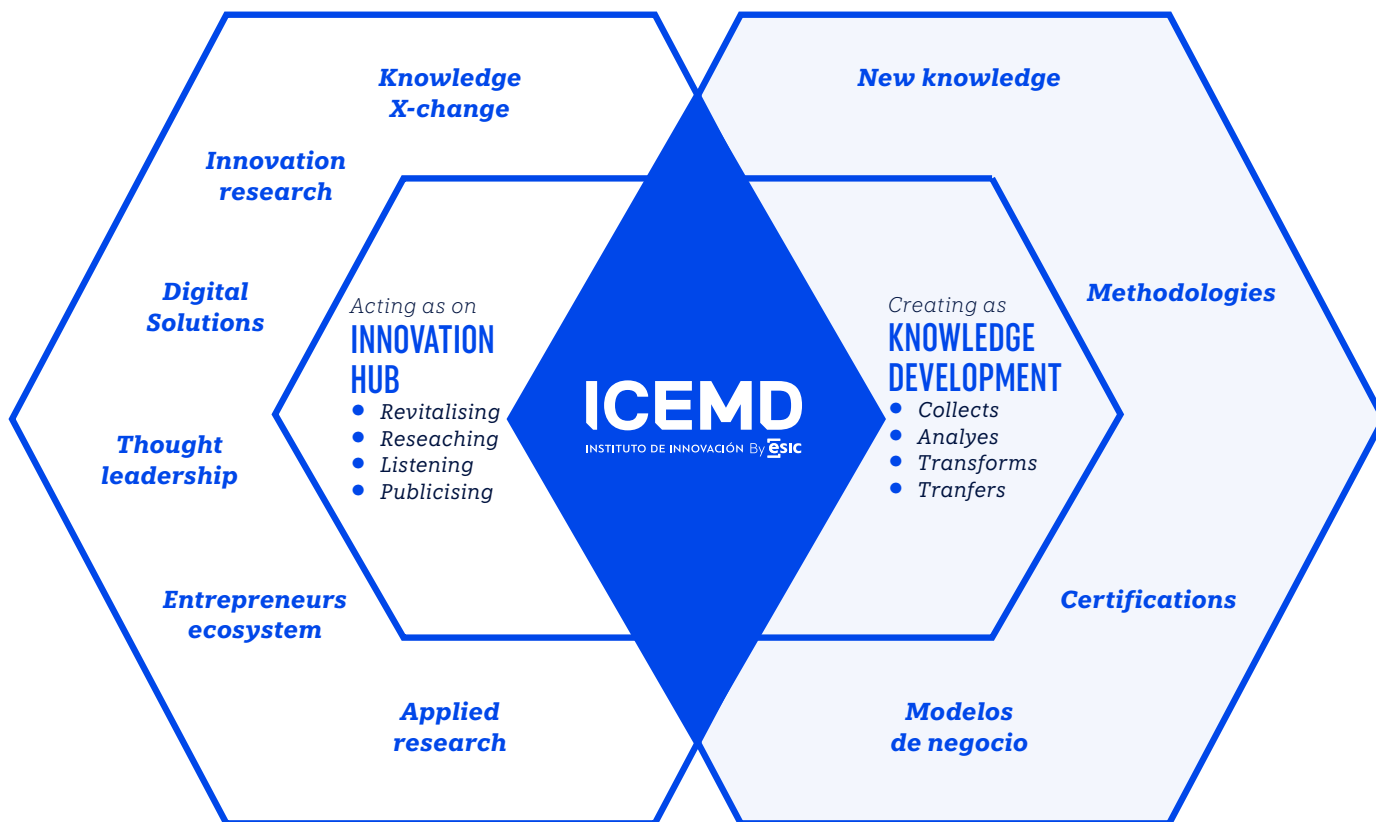 Knowledge
X-change
Innovation
research
Digital
Solutions
Thought
leadership
Entrepreneurs
ecosystem
Applied
research
Acting as on
INNOVATION
HUB
• Revitalising
• Reseaching
• Listening
• Publicising
ICEMD
INSTITUTO DE INNOVACIÓN By ESIC
Creating as
KNOWLEDGE
DEVELOPMENT
• Collects
• Analyes
• Transforms
• Tranfers
New knowledge
Methodologies
Certifications
Modelos
de negocio